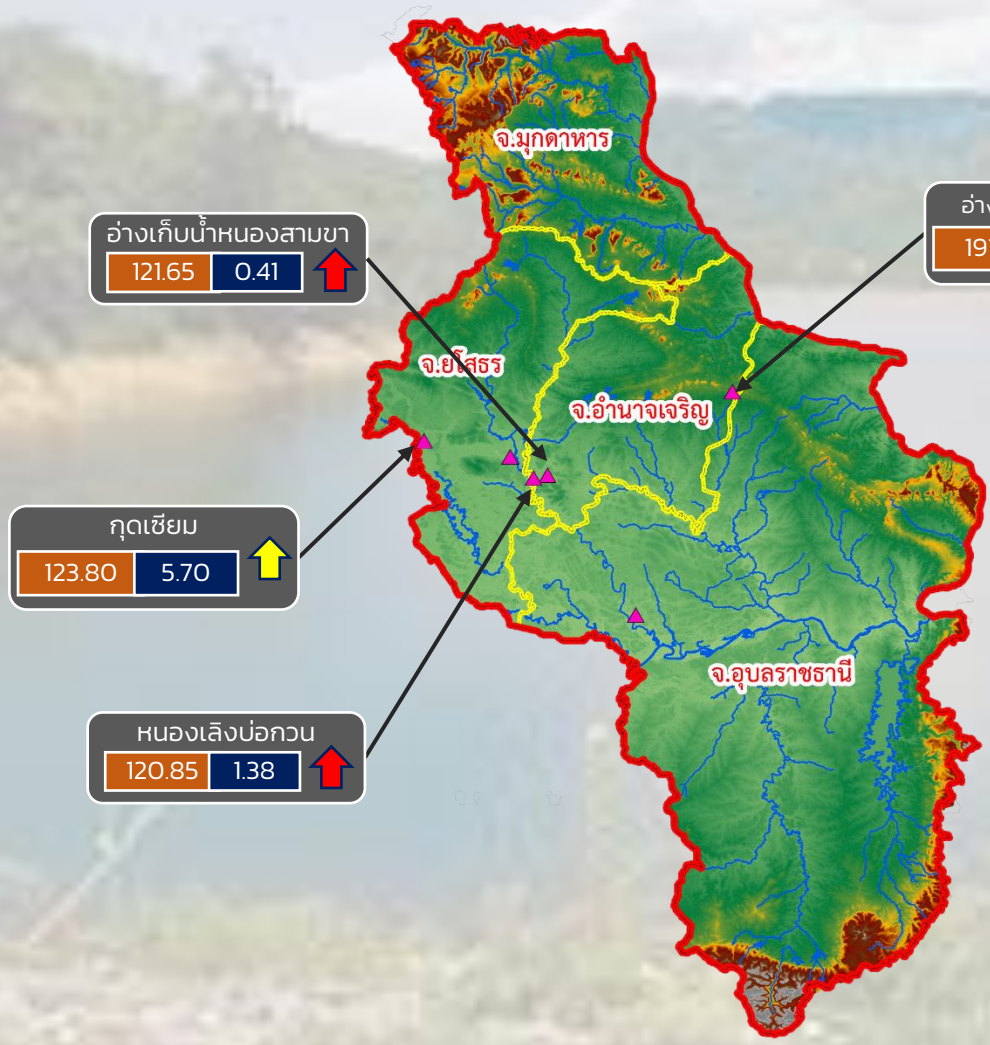 จ.มุกดาหาร
อ่างเก็บน้ำหนองสามขา
121.65 0.41
จ.ยโสธร
จ.อำนาจเจริญ
กุดเซียม
123.80 5.70
จ.อุบลราชธานี
หนองเลิงบ่อกวน
120.85 1.38